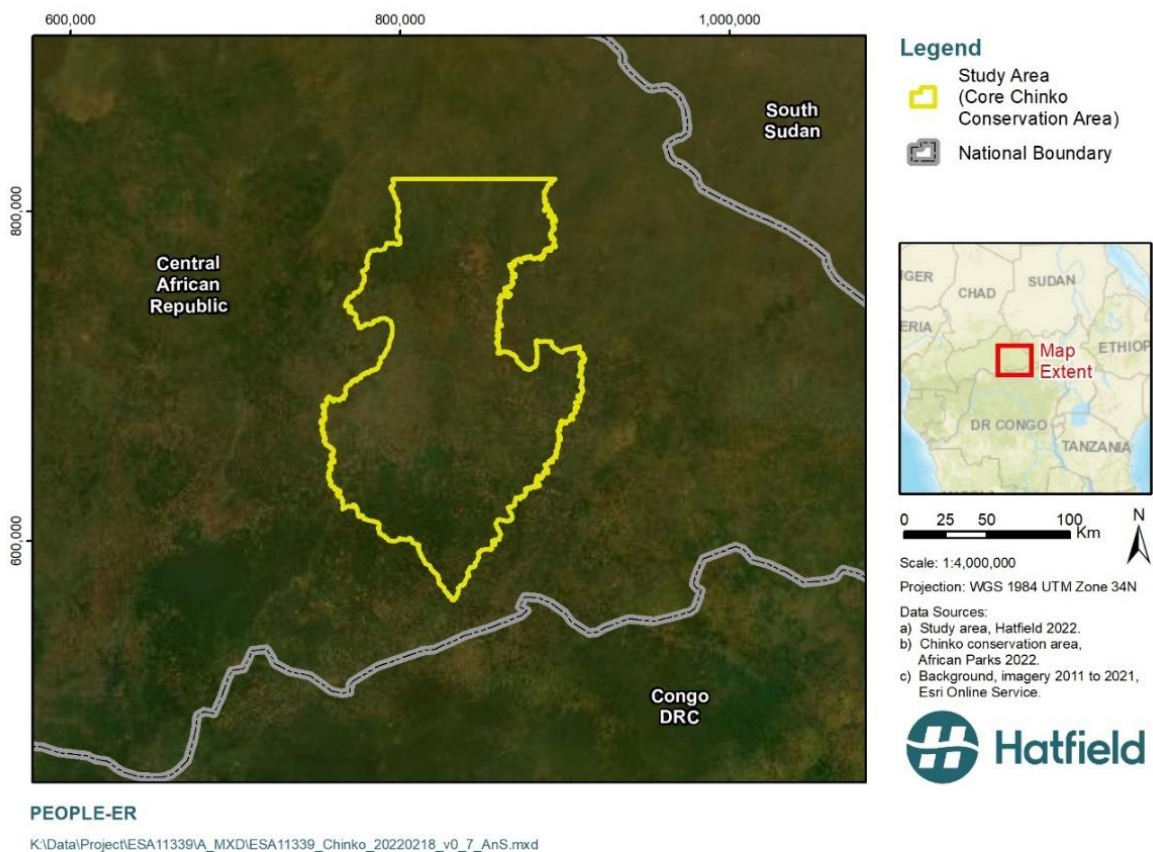 600,000
800,000
1,000,000
800,000
600,000
South
Sudan
Central
African
Republic
Congo
DRC
Legend
Study Area
(Core Chinko
Conservation Area)
National Boundary
GER
CHAD
SUDAN
ERIA
ETHIOP
Map
Extent
DR CONGO
TANZANIA
0 25 50 100
Km
N
Scale: 1:4,000,000
Projection: WGS 1984 UTM Zone 34N
Data Sources:
a) Study area, Hatfield 2022.
b) Chinko conservation area,
African Parks 2022.
c) Background, imagery 2011 to 2021,
Esri Online Service.
Hatfield
PEOPLE-ER
K:\Data\Project\ESA11339\A_MXD\ESA11339_Chinko_20220218_v0_7_AnS.mxd